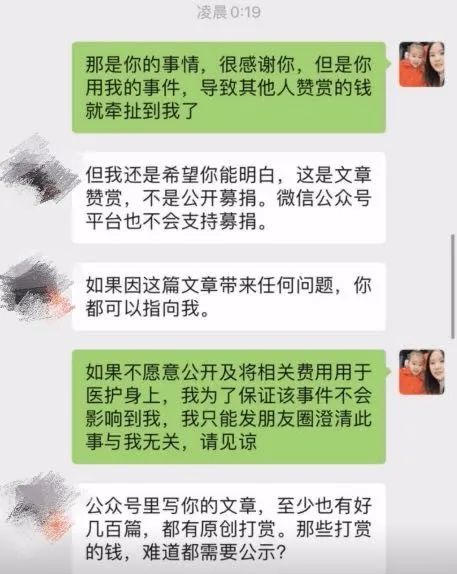 凌晨0:19
那是你的事情，很感谢你，但是你
用我的事件，导致其他人赞赏的钱
就牵扯到我了
但我还是希望你能明白，这是文章
赞赏，不是公开募捐。微信公众号
平台也不会支持募捐。
如果因这篇文章带来任何问题，你
都可以指向我。
如果不愿意公开及将相关费用用于
医护身上，我为了保证该事件不会
影响到我，我只能发朋友圈澄清此
事与我无关，请见谅
公众号里写你的文章，至少也有好
几百篇，都有原创打赏。那些打赏
的钱，难道都需要公示？